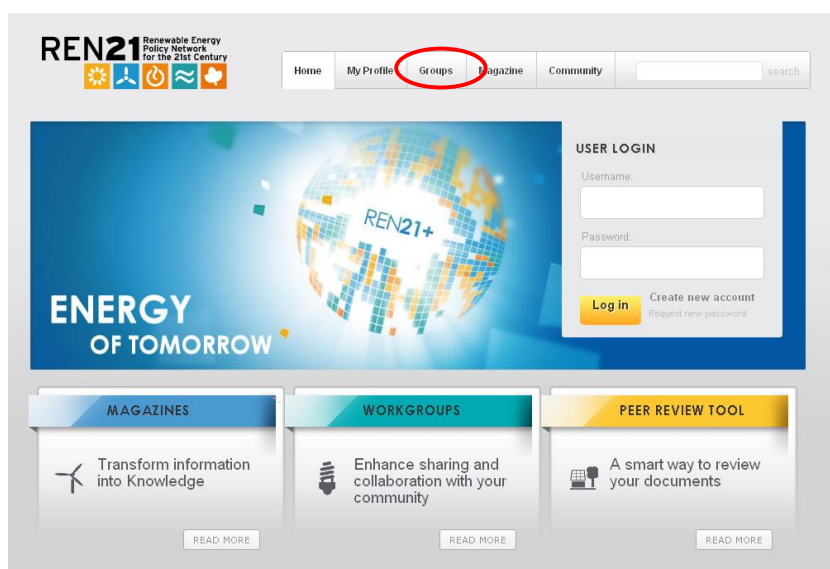 REN21 Renewable Energy
Policy Network
for the 21st Century
Home My Profile Groups Magazine Community search
REN21+
ENERGY
OF TOMORROW
USER LOGIN
Username:
Password:
Log in Create new account
Request new password
MAGAZINES
Transform information
into Knowledge
READ MORE
WORKGROUPS
Enhance sharing and
collaboration with your
community
READ MORE
PEER REVIEW TOOL
A smart way to review
your documents
READ MORE